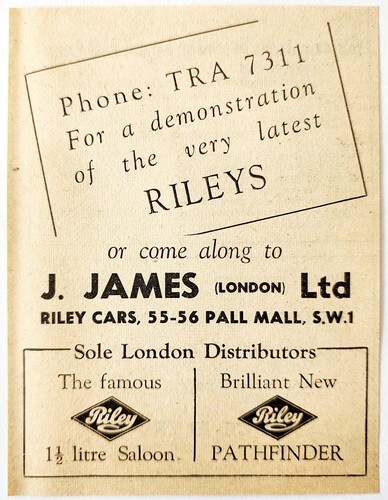 Phone: TRA 7311
For a demonstration
of the very latest
RILEYS
or come along to
J. JAMES (LONDON) Ltd
RILEY CARS, 55-56 PALL MALL, S.W.1
Sole London Distributors
The famous
Riley
1½ litre Saloon
Brilliant New
Riley
PATHFINDER